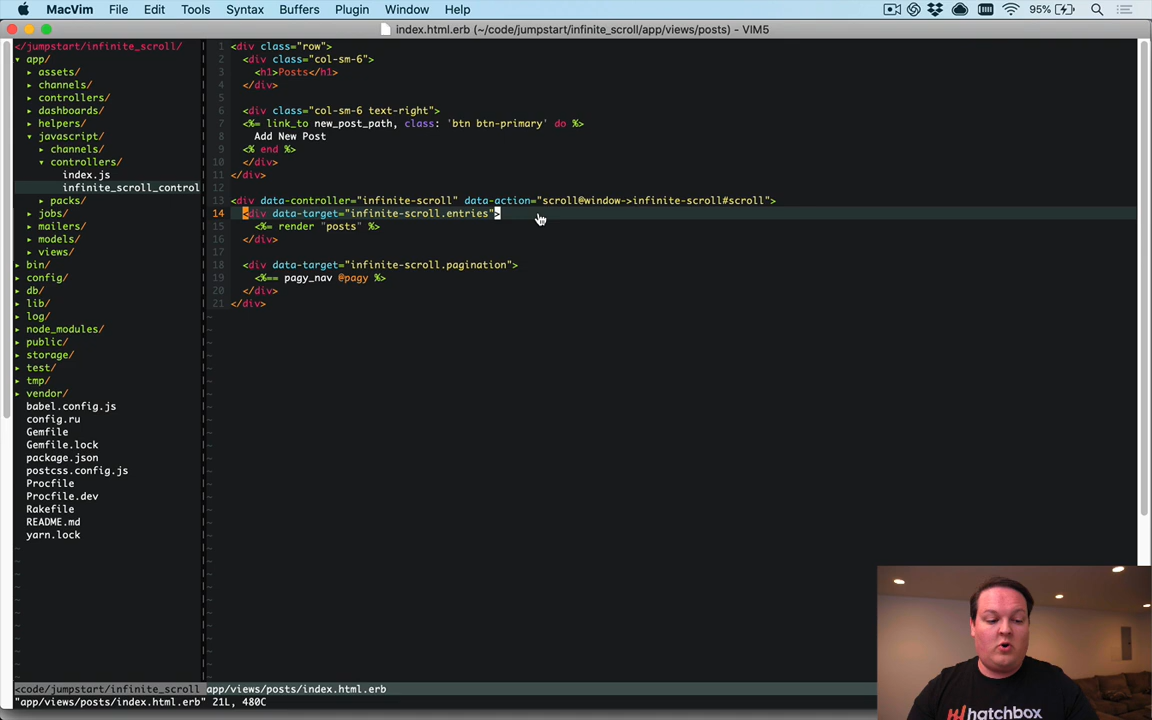 MacVim File Edit Tools Syntax Buffers Plugin Window Help 95%
index.html.erb (~/code/jumpstart/infinite_scroll/app/views/posts) - VIM5
</jumpstart/infinite_scroll/
▾ app/
▸ assets/
▸ channels/
▸ controllers/
▸ dashboards/
▸ helpers/
▾ javascript/
▸ channels/
▾ controllers/
index.js
infinite_scroll_control
▸ packs/
▸ jobs/
▸ mailers/
▸ models/
▸ views/
▸ bin/
▸ config/
▸ db/
▸ lib/
▸ log/
▸ node_modules/
▸ public/
▸ storage/
▸ test/
▸ tmp/
▸ vendor/
babel.config.js
config.ru
Gemfile
Gemfile.lock
package.json
postcss.config.js
Procfile
Procfile.dev
Rakefile
README.md
yarn.lock
1 <div class="row">
2 <div class="col-sm-6">
3 <h1>Posts</h1>
4 </div>
5
6 <div class="col-sm-6 text-right">
7 <%= link_to new_post_path, class: 'btn btn-primary' do %>
8 Add New Post
9 <% end %>
10 </div>
11 </div>
12
13 <div data-controller="infinite-scroll" data-action="scroll@window->infinite-scroll#scroll">
14 <div data-target="infinite-scroll.entries">
15 <%= render "posts" %>
16 </div>
17
18 <div data-target="infinite-scroll.pagination">
19 <%== pagy_nav @pagy %>
20 </div>
21 </div>
<code/jumpstart/infinite_scroll app/views/posts/index.html.erb
"app/views/posts/index.html.erb" 21L, 480C
hatchbox